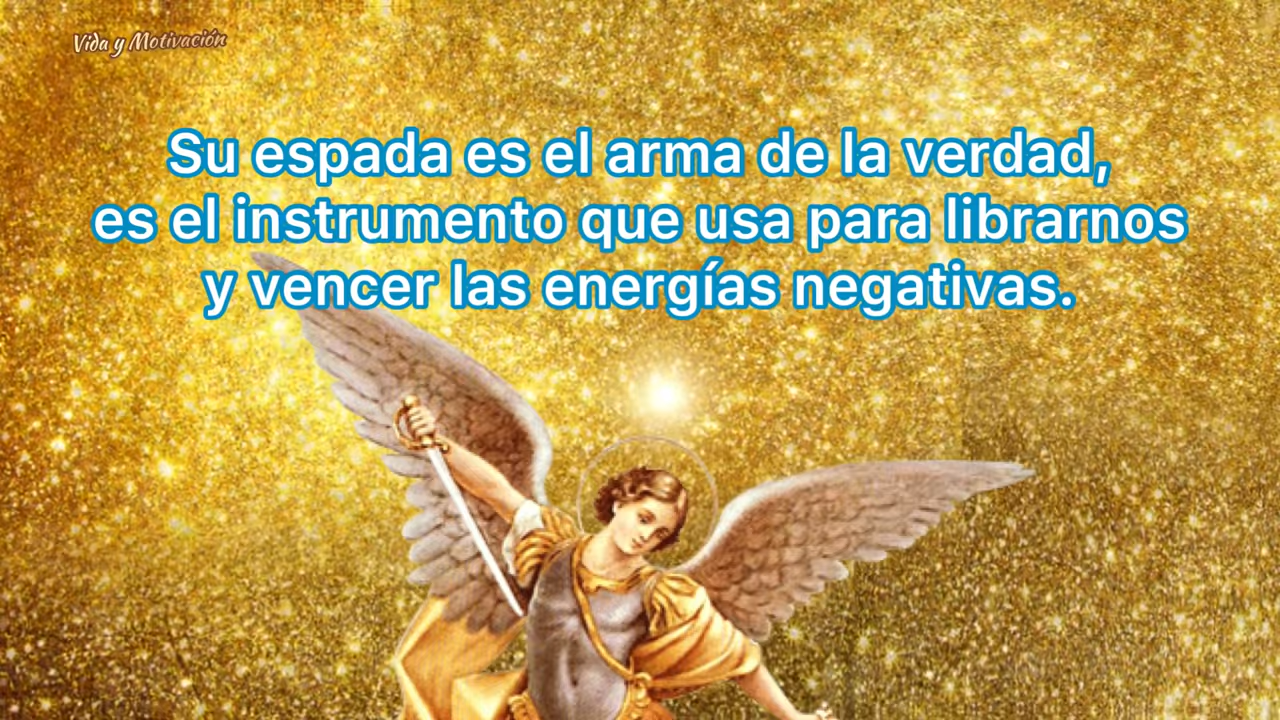 Vida y Motivación
Su espada es el arma de la verdad,
es el instrumento que usa para librarnos
y vencer las energías negativas.